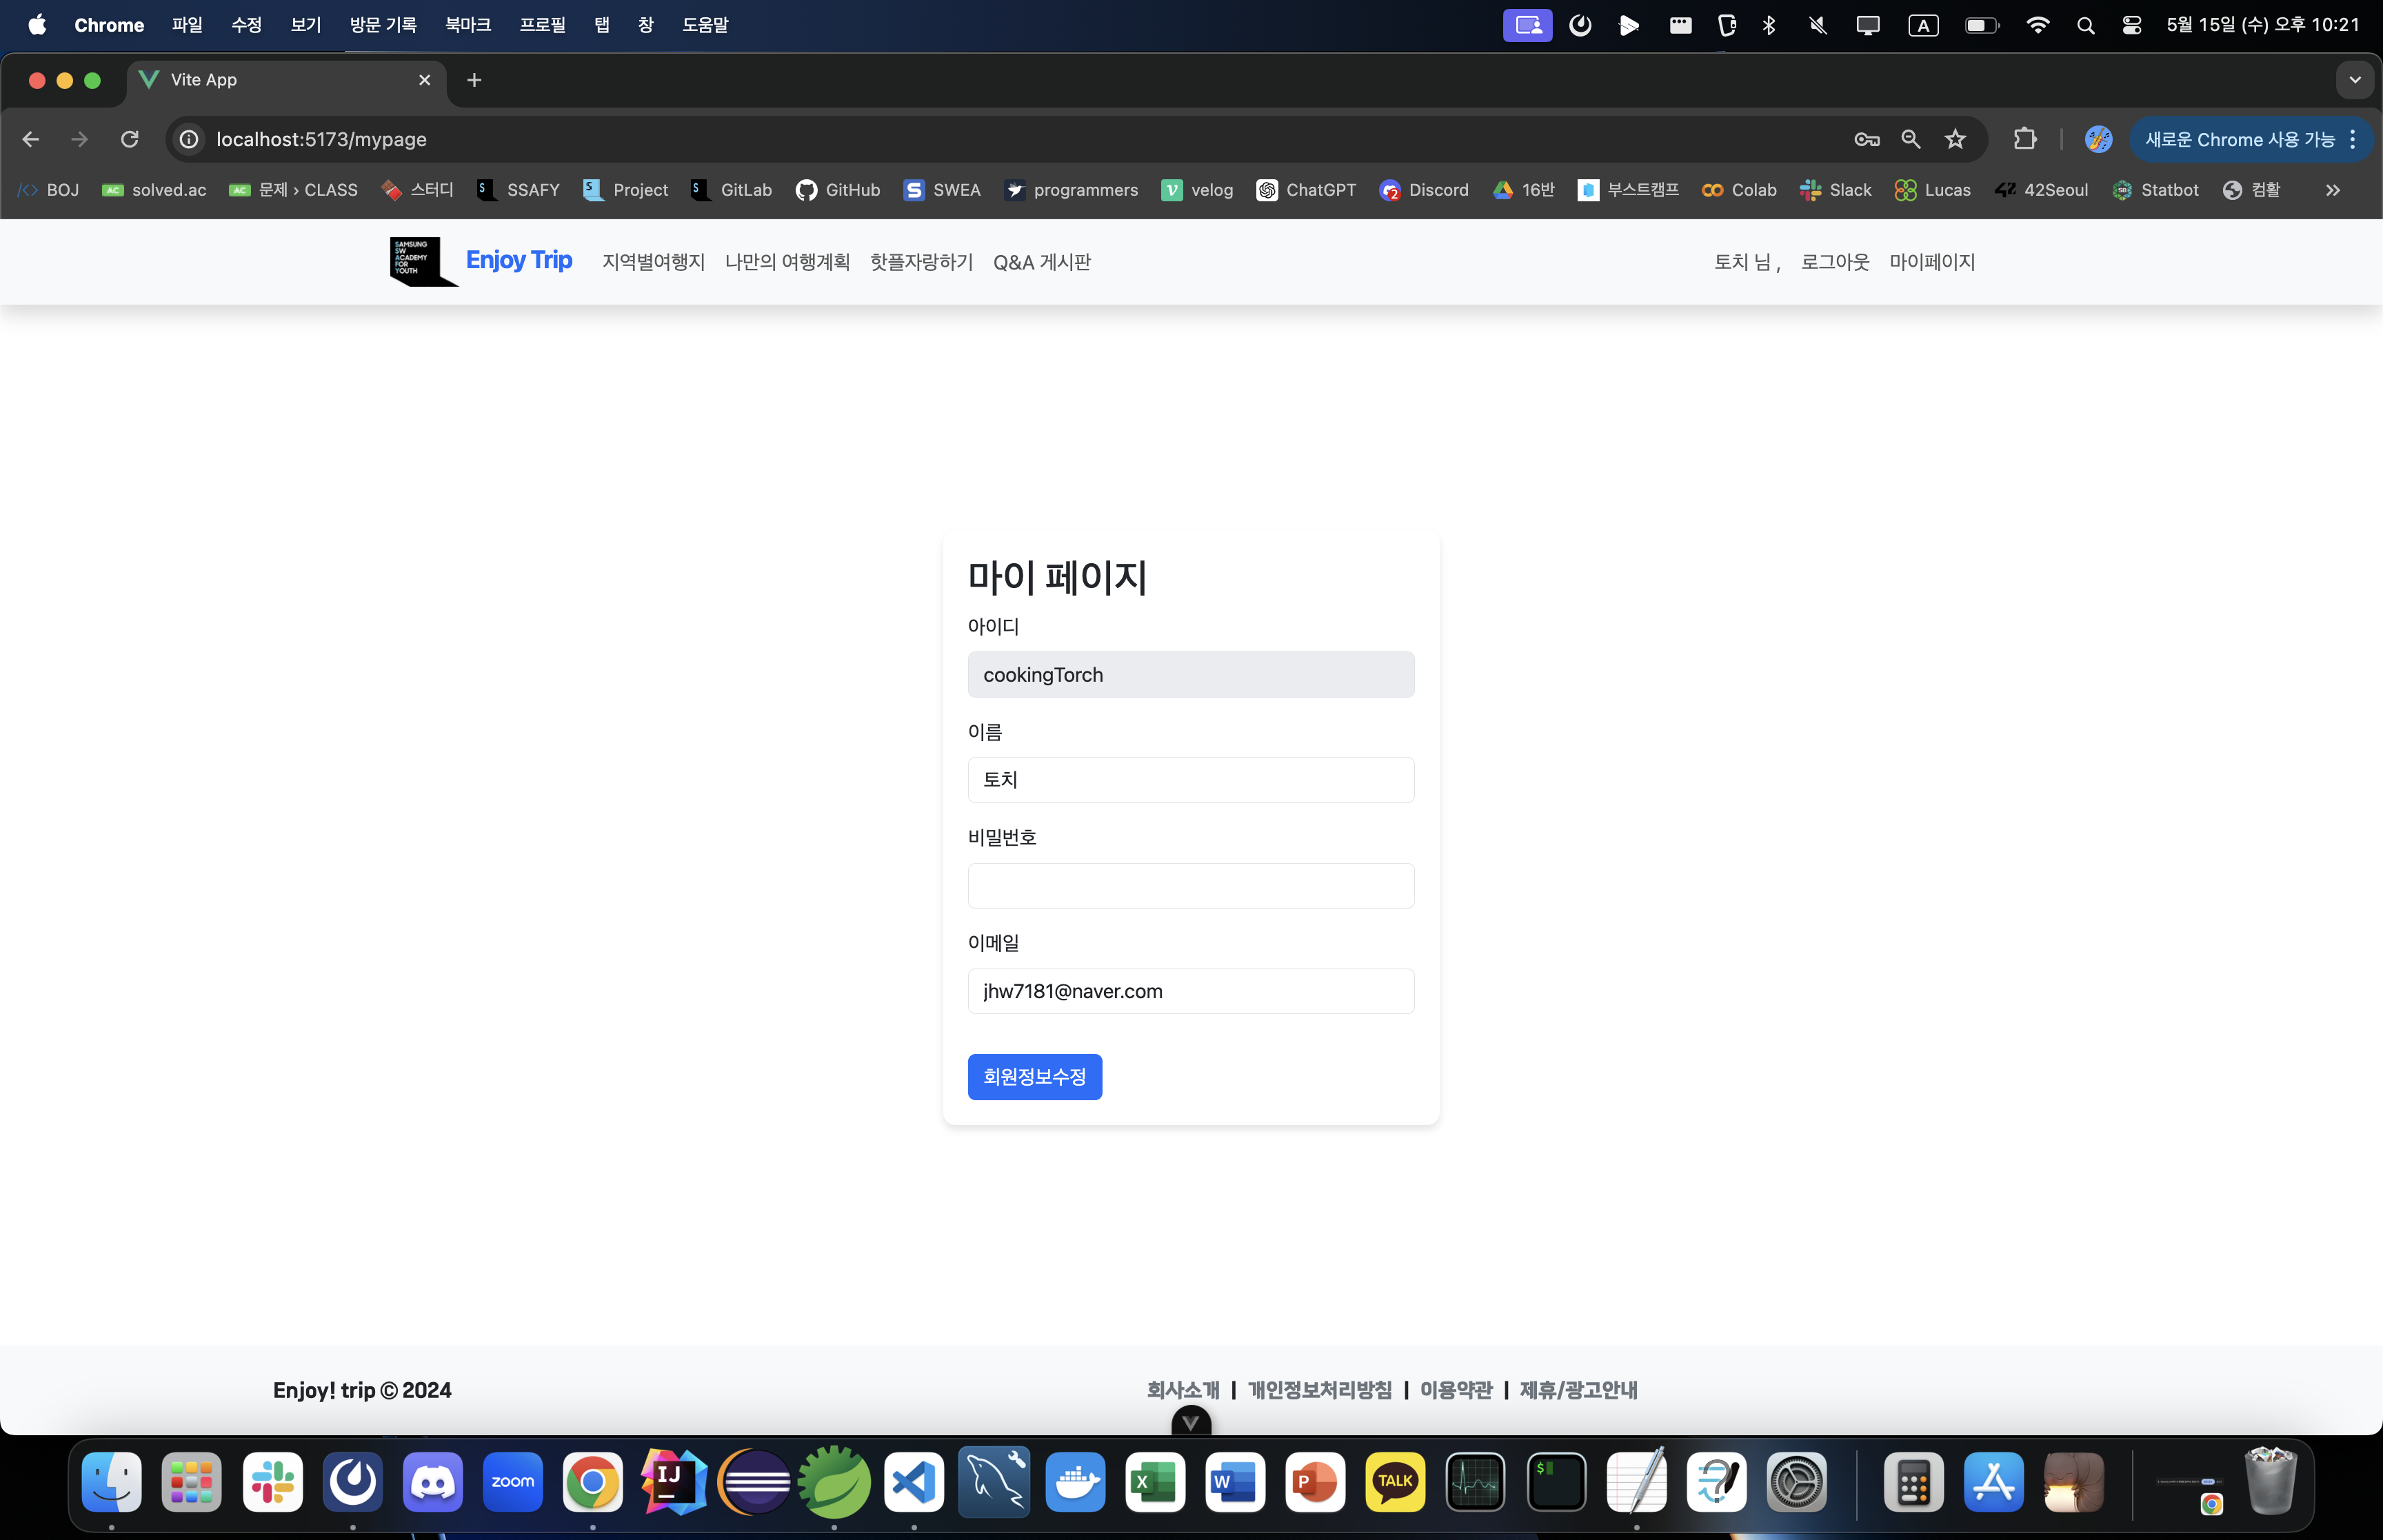 Chrome 파일 수정 보기 방문 기록 북마크 프로필 탭 창 도움말 A 5월 15일 (수) 오후 10:21
Vite App
localhost:5173/mypage 새로운 Chrome 사용 가능
BOJ AC solved.ac AC 문제 › CLASS 스터디 S SSAFY S Project S GitLab GitHub S SWEA programmers v velog ChatGPT 2 Discord 16반 부스트캠프 Colab Slack Lucas 42 42Seoul Statbot 컴활
SAMSUNG
SW
ACADEMY
FOR
YOUTH
Enjoy Trip 지역별여행지 나만의 여행계획 핫플자랑하기 Q&A 게시판 토치 님 , 로그아웃 마이페이지
마이 페이지
아이디
cookingTorch
이름
토치
비밀번호
이메일
jhw7181@naver.com
회원정보수정
Enjoy! trip © 2024 회사소개 | 개인정보처리방침 | 이용약관 | 제휴/광고안내
zoom IJ X W P TALK $